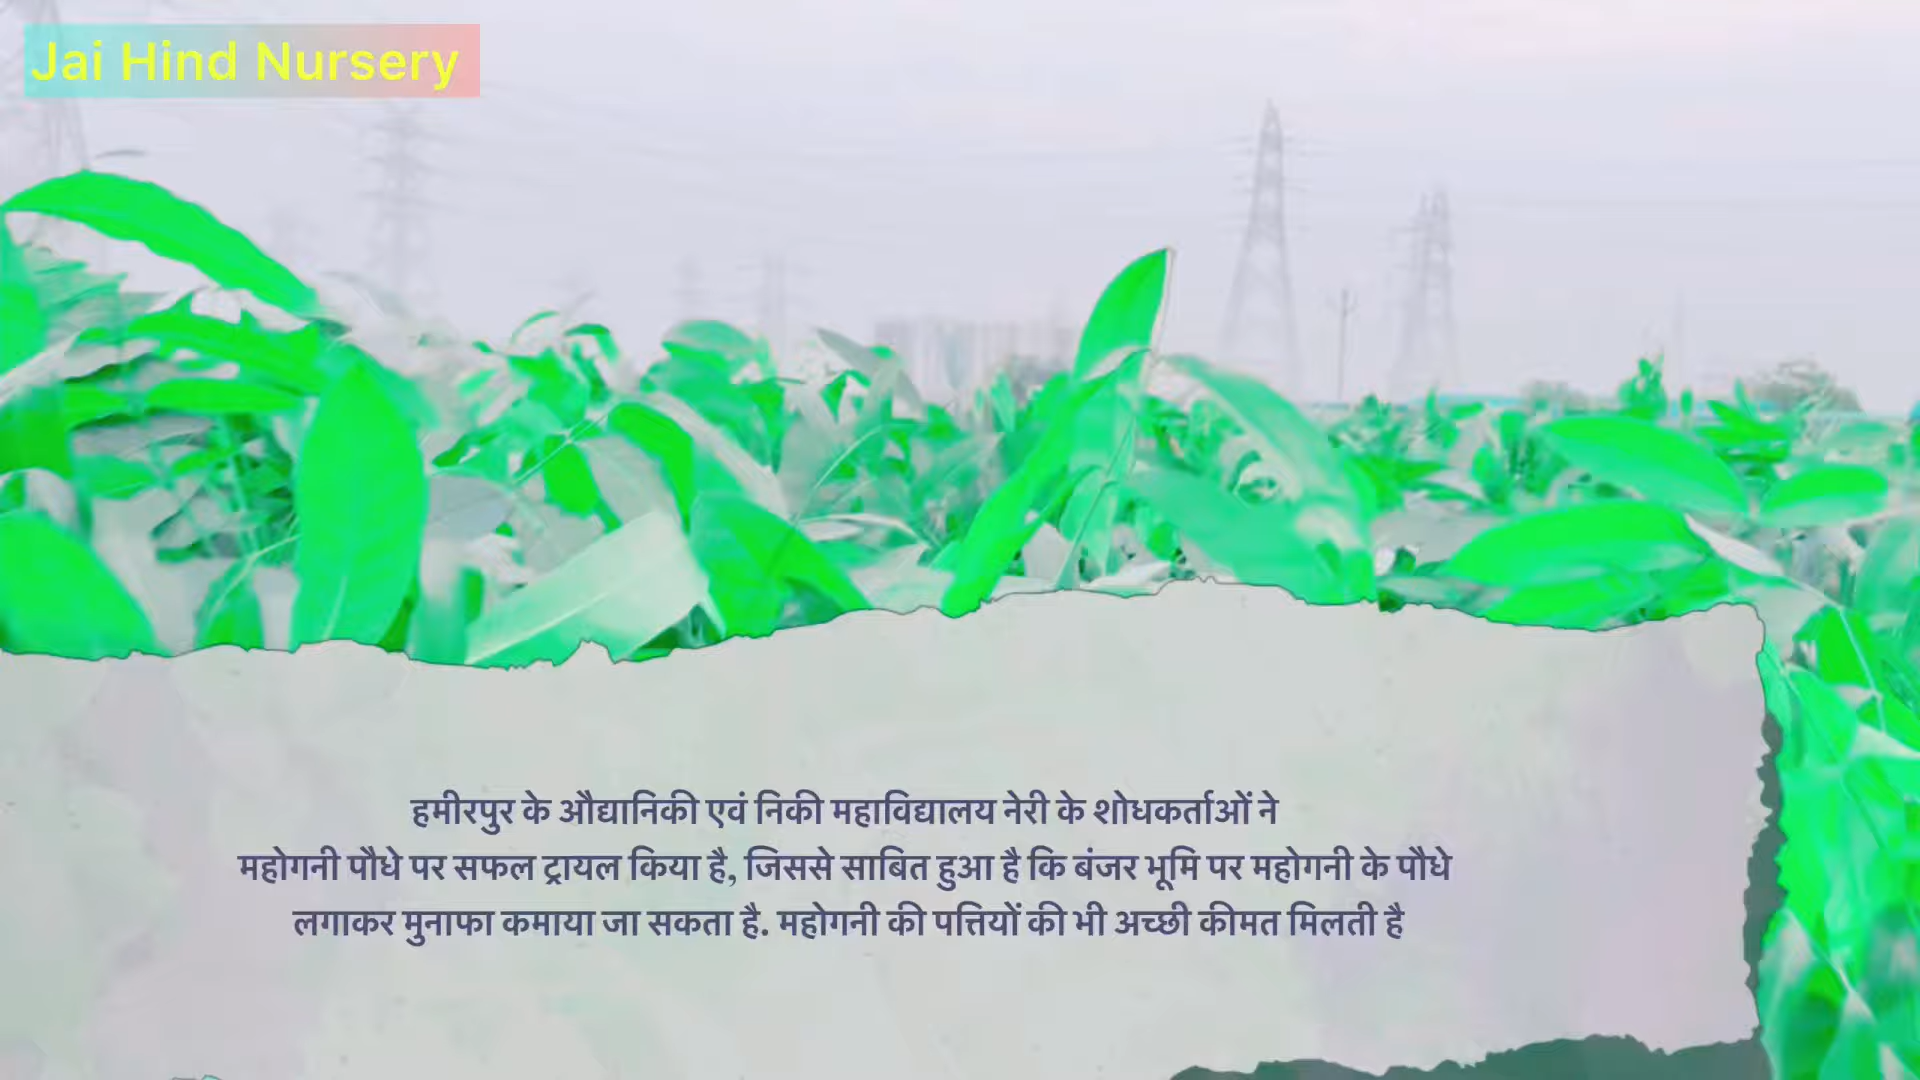 Jai Hind Nursery
हमीरपुर के औद्यानिकी एवं निकी महाविद्यालय नेरी के शोधकर्ताओं ने
महोगनी पौधे पर सफल ट्रायल किया है, जिससे साबित हुआ है कि बंजर भूमि पर महोगनी के पौधे
लगाकर मुनाफा कमाया जा सकता है. महोगनी की पत्तियों की भी अच्छी कीमत मिलती है